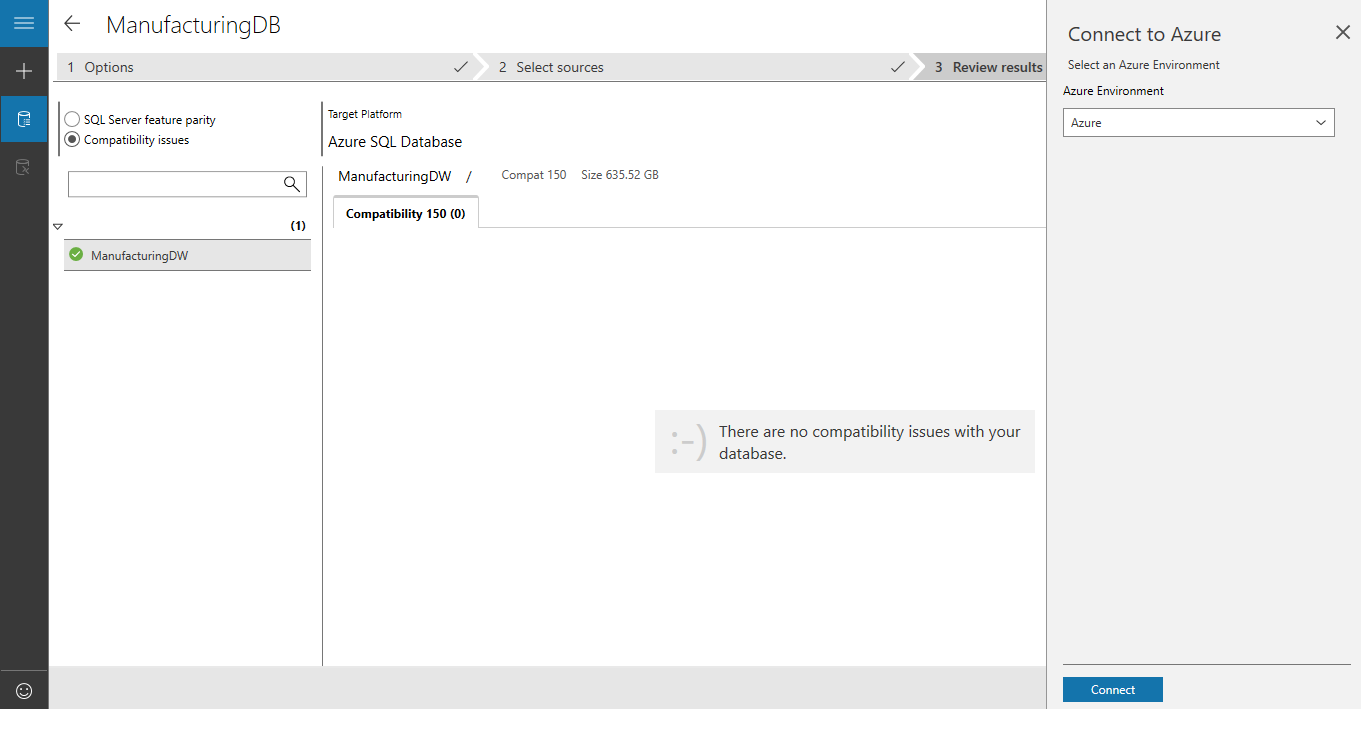 ManufacturingDB
1 Options
2 Select sources
3 Review results
SQL Server feature parity
Compatibility issues
(1)
ManufacturingDW
Target Platform
Azure SQL Database
ManufacturingDW / Compat 150 Size 635.52 GB
Compatibility 150 (0)
:-)
There are no compatibility issues with your
database.
Connect to Azure
Select an Azure Environment
Azure Environment
Azure
Connect